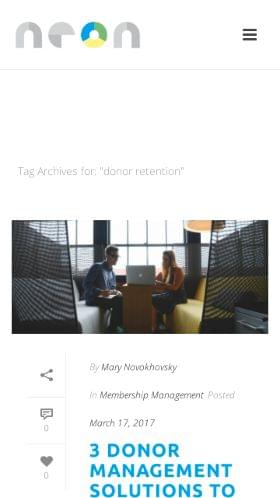 neon
Tag Archives for: "donor retention"
By Mary Novokhovsky
In Membership Management Posted
March 17, 2017
0
0
3 DONOR
MANAGEMENT
SOLUTIONS TO